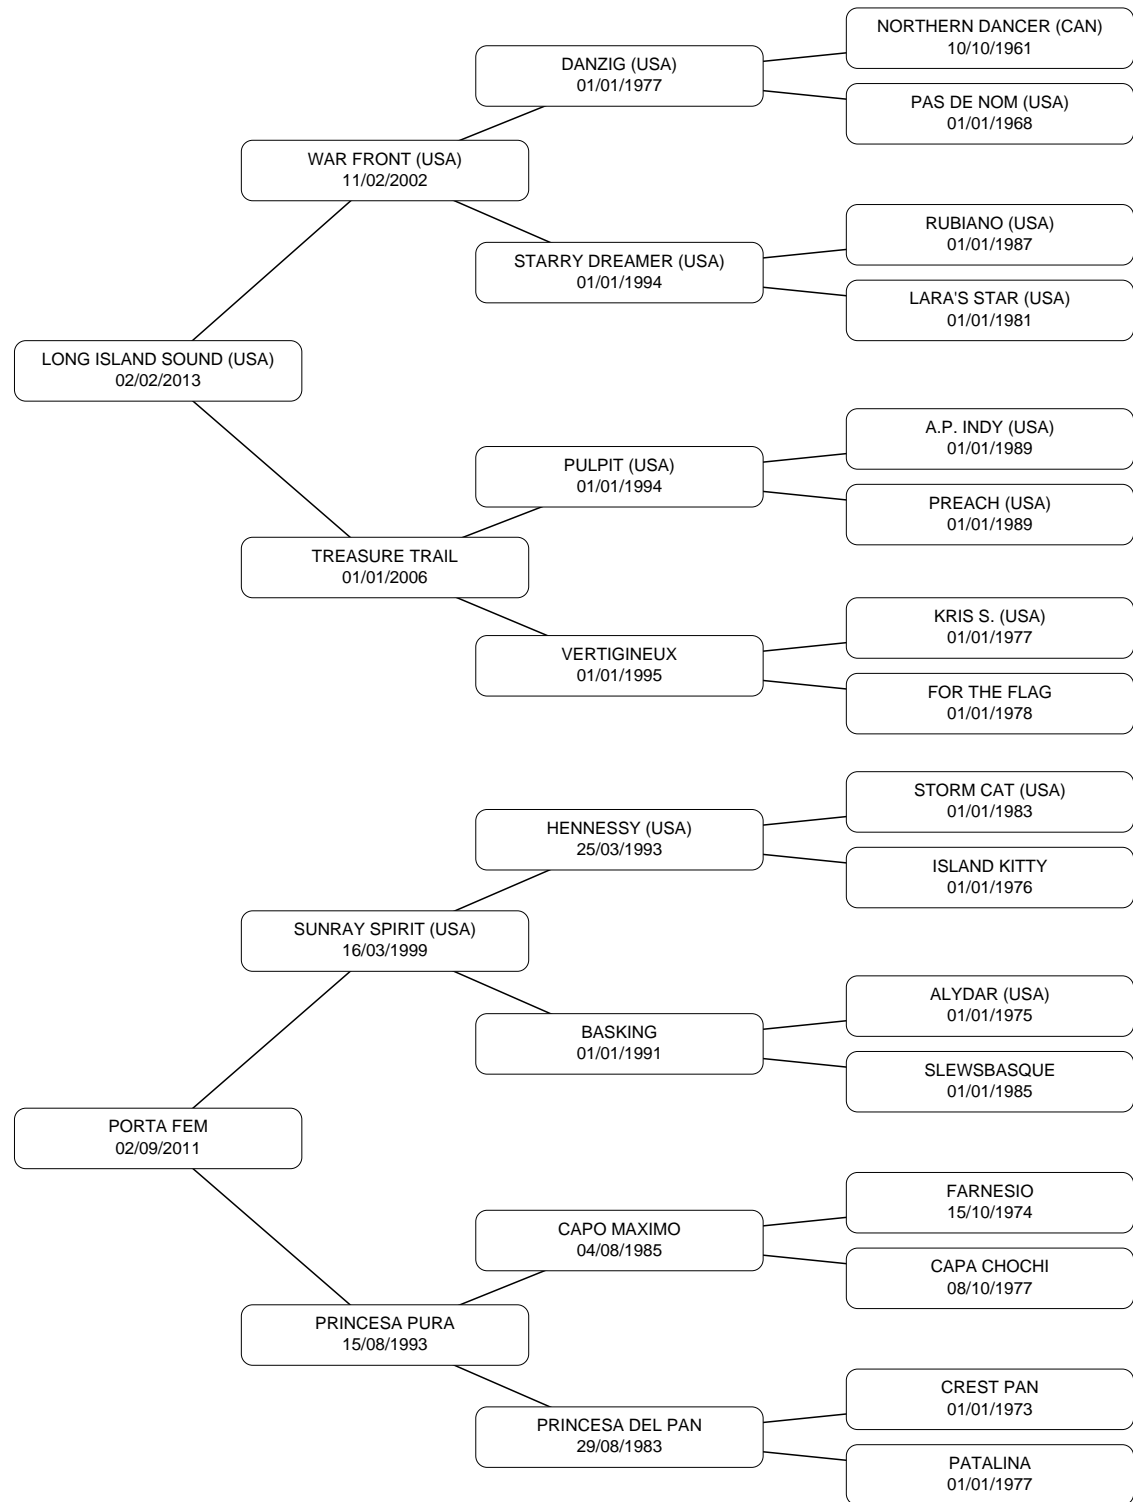 NORTHERN DANCER (CAN)
10/10/1961
DANZIG (USA)
01/01/1977
PAS DE NOM (USA)
01/01/1968
WAR FRONT (USA)
11/02/2002
RUBIANO (USA)
01/01/1987
STARRY DREAMER (USA)
01/01/1994
LARA'S STAR (USA)
01/01/1981
LONG ISLAND SOUND (USA)
02/02/2013
A.P. INDY (USA)
01/01/1989
PULPIT (USA)
01/01/1994
PREACH (USA)
01/01/1989
TREASURE TRAIL
01/01/2006
KRIS S. (USA)
01/01/1977
VERTIGINEUX
01/01/1995
FOR THE FLAG
01/01/1978
STORM CAT (USA)
01/01/1983
HENNESSY (USA)
25/03/1993
ISLAND KITTY
01/01/1976
SUNRAY SPIRIT (USA)
16/03/1999
ALYDAR (USA)
01/01/1975
BASKING
01/01/1991
SLEWSBASQUE
01/01/1985
PORTA FEM
02/09/2011
FARNESIO
15/10/1974
CAPO MAXIMO
04/08/1985
CAPA CHOCHI
08/10/1977
PRINCESA PURA
15/08/1993
CREST PAN
01/01/1973
PRINCESA DEL PAN
29/08/1983
PATALINA
01/01/1977